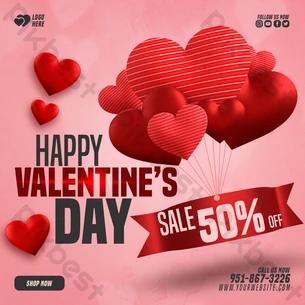 LOGO
HERE
FOLLOW US NOW
HAPPY
VALENTINE'S
DAY
SALE 50% OFF
SHOP NOW
CALL US NOW
951-867-3226
WWW.YOURWEBSITE.COM
pikbest